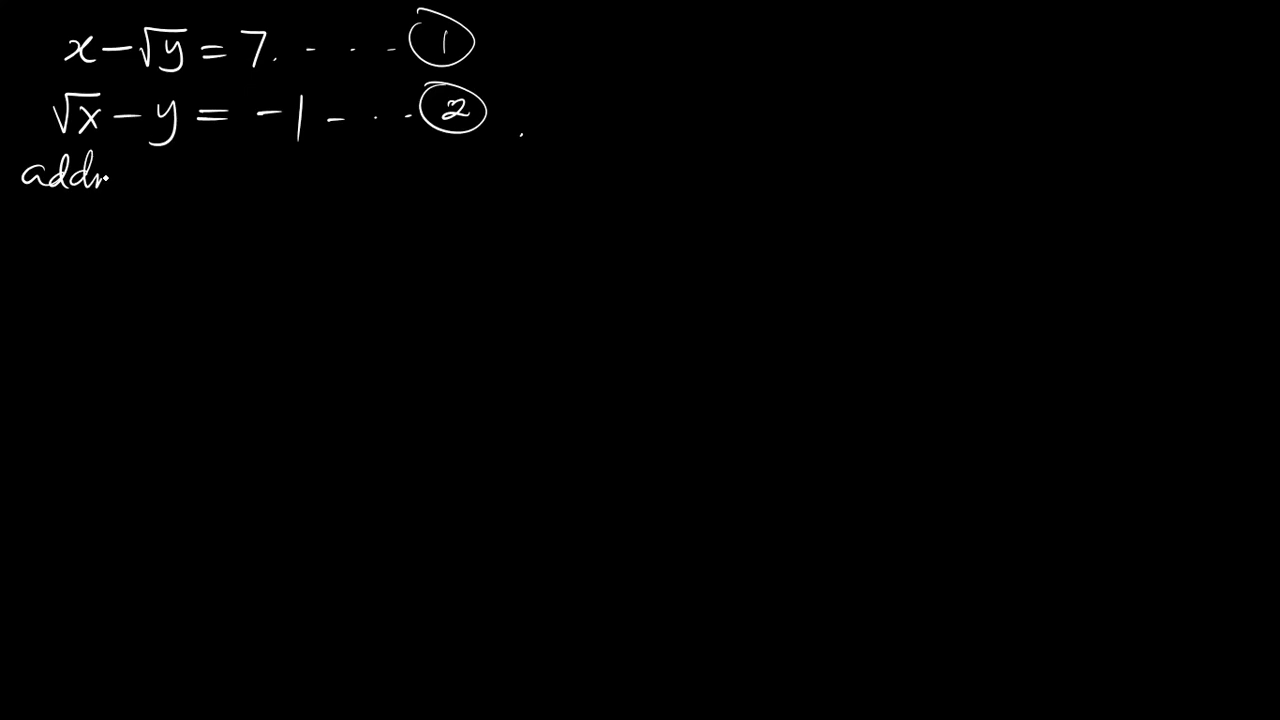 x-√y = 7. - · · - ①
√x - y = -1 - · · - ②
addi